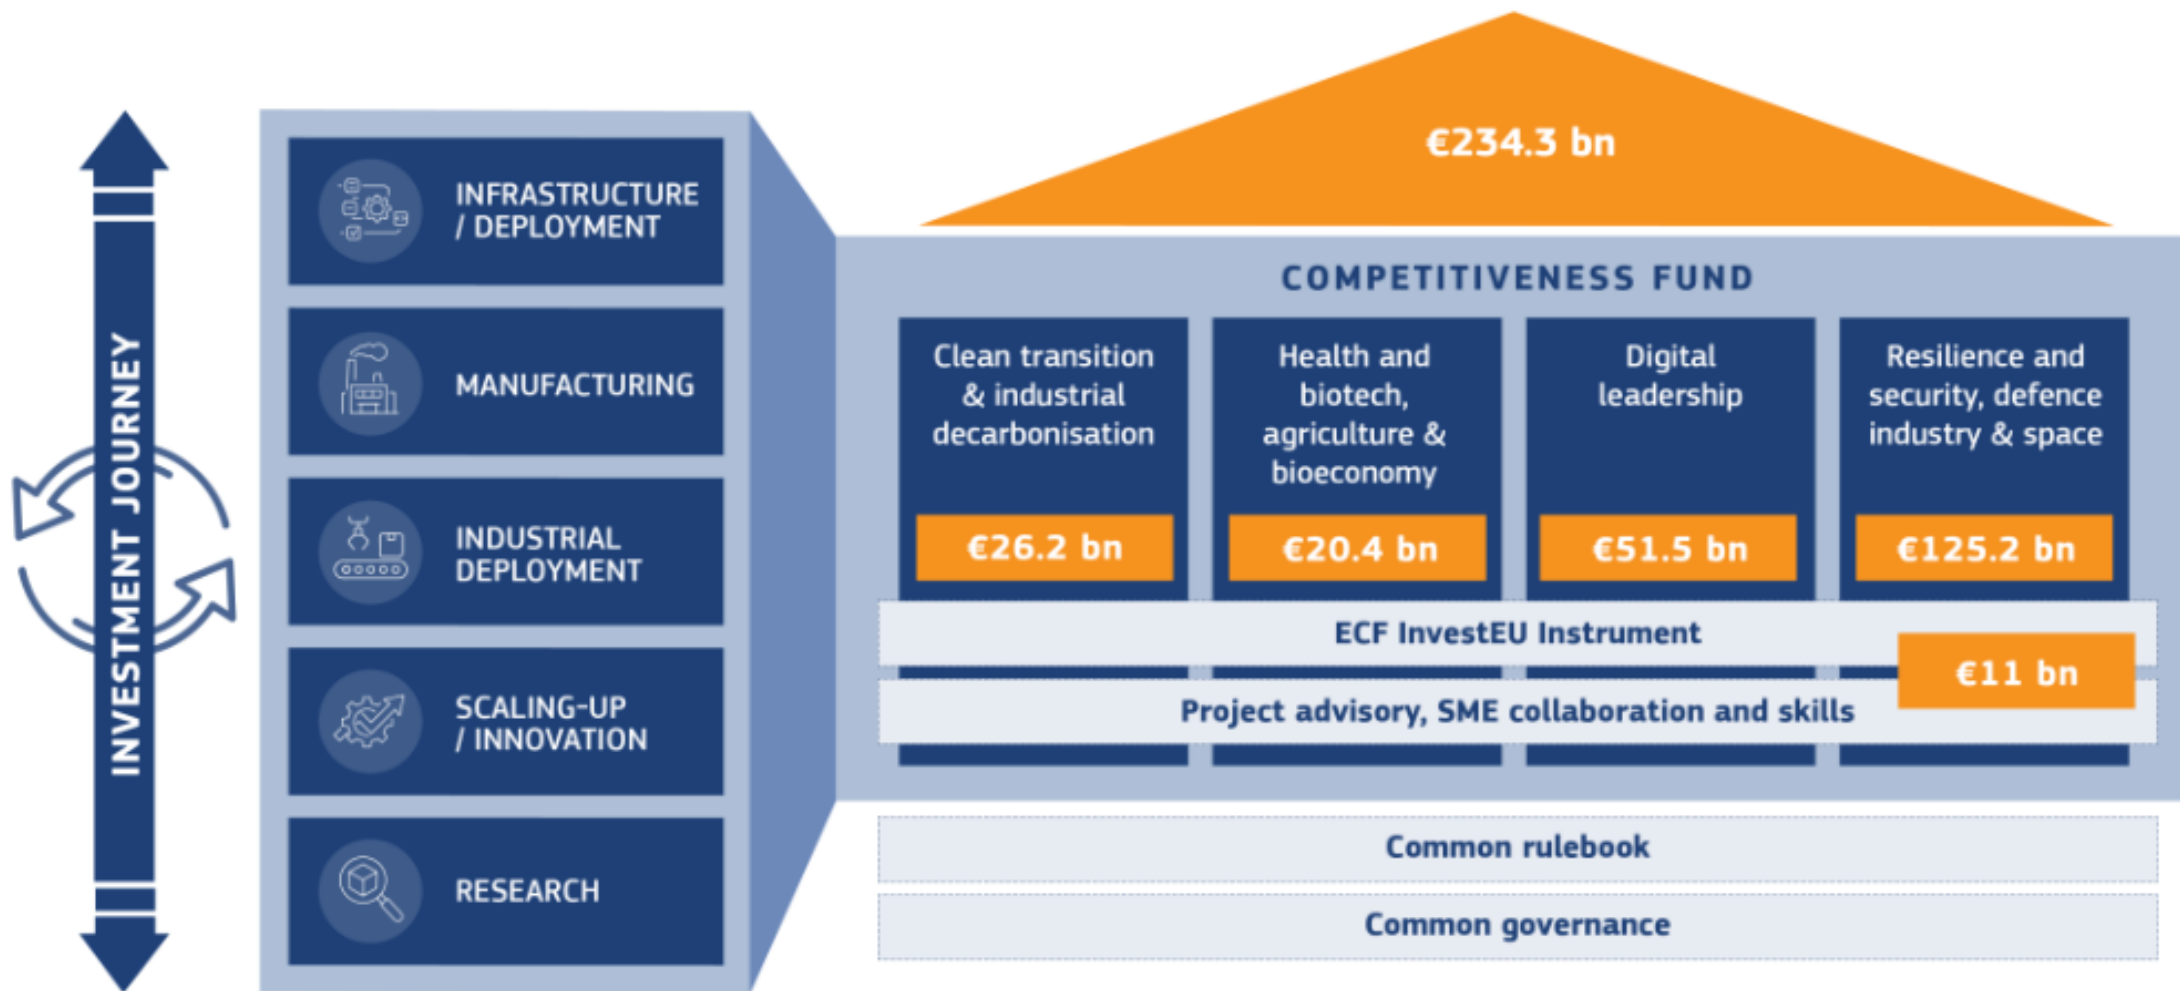 INVESTMENT JOURNEY
INFRASTRUCTURE
/ DEPLOYMENT
MANUFACTURING
INDUSTRIAL
DEPLOYMENT
SCALING-UP
/ INNOVATION
RESEARCH
€234.3 bn
COMPETITIVENESS FUND
Clean transition
& industrial
decarbonisation
€26.2 bn
Health and
biotech,
agriculture &
bioeconomy
€20.4 bn
Digital
leadership
€51.5 bn
Resilience and
security, defence
industry & space
€125.2 bn
ECF InvestEU Instrument
€11 bn
Project advisory, SME collaboration and skills
Common rulebook
Common governance